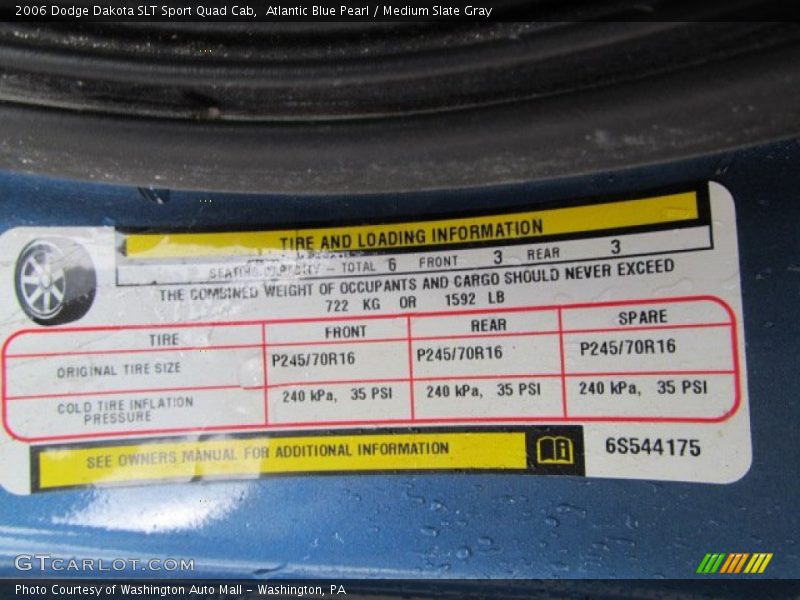 2006 Dodge Dakota SLT Sport Quad Cab,  Atlantic Blue Pearl / Medium Slate Gray
TIRE AND LOADING INFORMATION
SEATING CAPACITY – TOTAL 6 FRONT 3 REAR 3
THE COMBINED WEIGHT OF OCCUPANTS AND CARGO SHOULD NEVER EXCEED
722 KG OR 1592 LB
TIRE FRONT REAR SPARE
ORIGINAL TIRE SIZE P245/70R16 P245/70R16 P245/70R16
COLD TIRE INFLATION PRESSURE 240 kPa, 35 PSI 240 kPa, 35 PSI 240 kPa, 35 PSI
SEE OWNERS MANUAL FOR ADDITIONAL INFORMATION
6S544175
GTCARLOT.COM
Photo Courtesy of Washington Auto Mall - Washington, PA